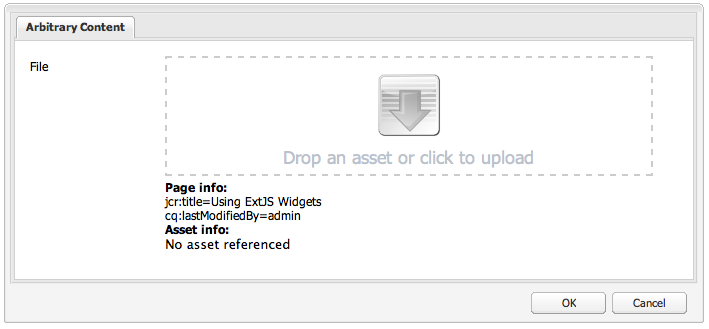 Arbitrary Content
File
Drop an asset or click to upload
Page info:
jcr:title=Using ExtJS Widgets
cq:lastModifiedBy=admin
Asset info:
No asset referenced
OK
Cancel